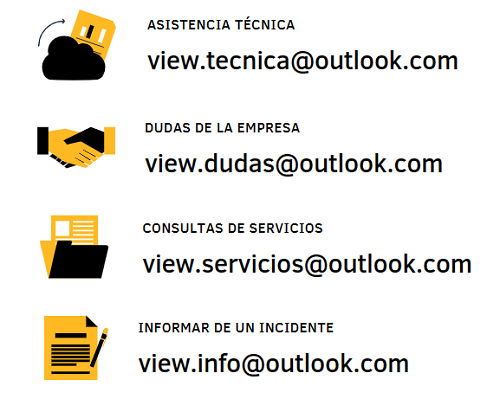 ASISTENCIA TÉCNICA
view.tecnica@outlook.com
DUDAS DE LA EMPRESA
view.dudas@outlook.com
CONSULTAS DE SERVICIOS
view.servicios@outlook.com
INFORMAR DE UN INCIDENTE
view.info@outlook.com